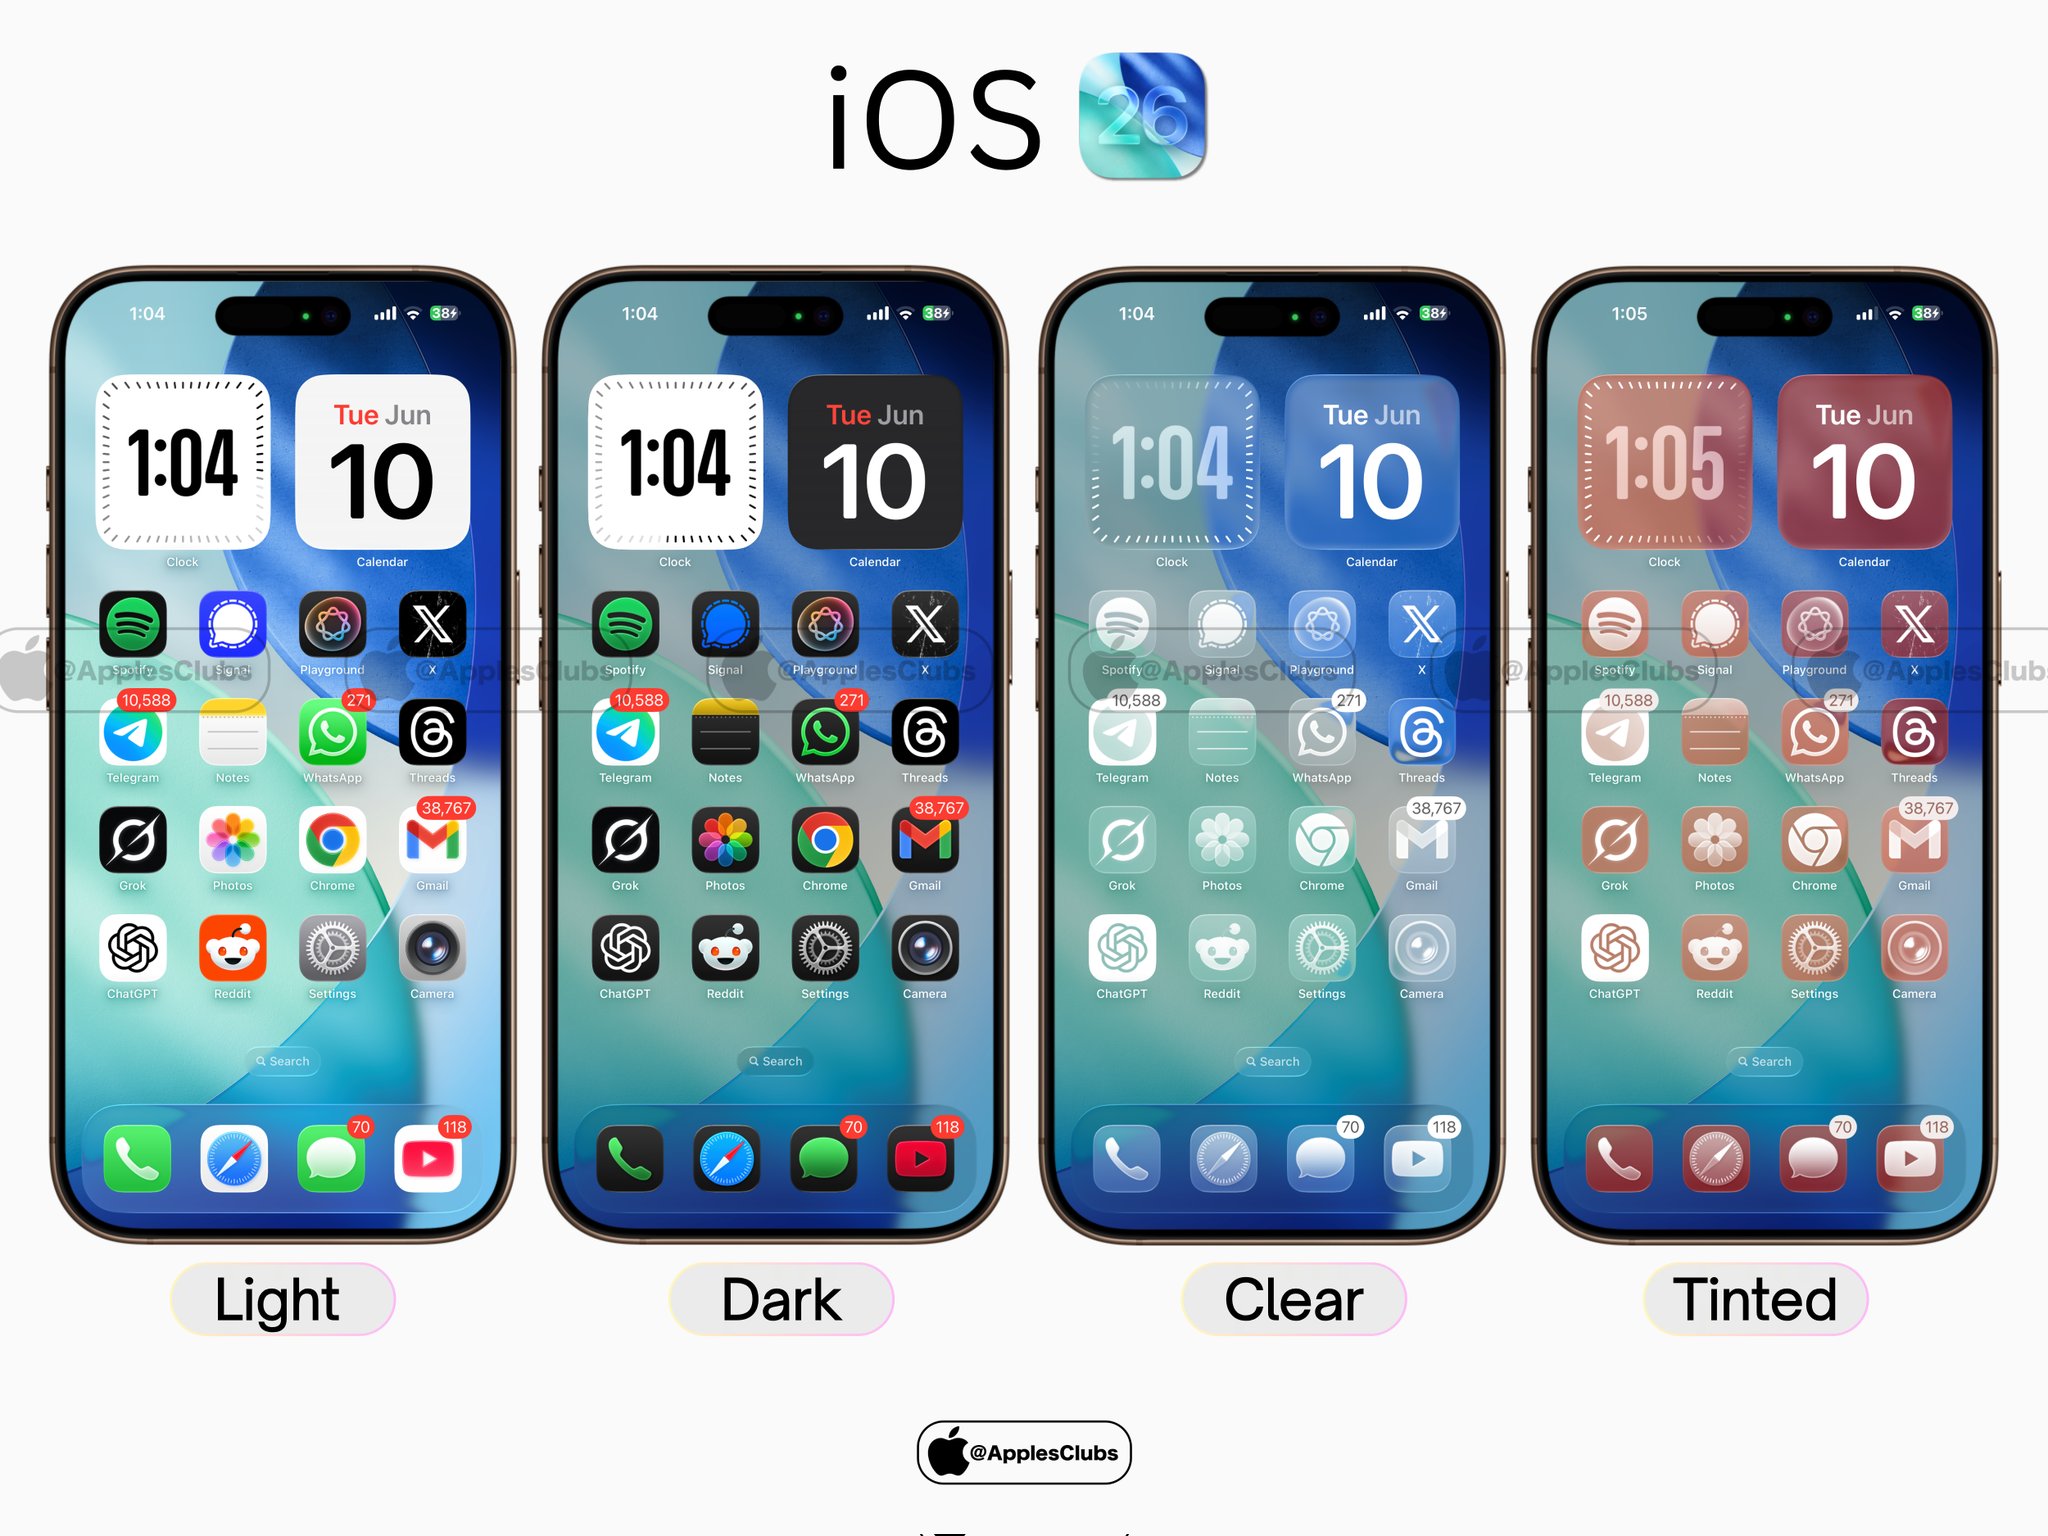 iOS 26
1:04 38
1:04
Tue Jun
10
Clock Calendar
Spotify Signal Playground X
10,588 271
Telegram Notes WhatsApp Threads
38,767
Grok Photos Chrome Gmail
ChatGPT Reddit Settings Camera
Search
70 118
Light
1:04 38
1:04
Tue Jun
10
Clock Calendar
Spotify Signal Playground X
10,588 271
Telegram Notes WhatsApp Threads
38,767
Grok Photos Chrome Gmail
ChatGPT Reddit Settings Camera
Search
70 118
Dark
1:04 38
1:04
Tue Jun
10
Clock Calendar
Spotify Signal Playground X
10,588 271
Telegram Notes WhatsApp Threads
38,767
Grok Photos Chrome Gmail
ChatGPT Reddit Settings Camera
Search
70 118
Clear
1:05 38
1:05
Tue Jun
10
Clock Calendar
Spotify Signal Playground X
10,588 271
Telegram Notes WhatsApp Threads
38,767
Grok Photos Chrome Gmail
ChatGPT Reddit Settings Camera
Search
70 118
Tinted
@ApplesClubs @ApplesClubs @ApplesClubs @ApplesClubs @ApplesClubs
@ApplesClubs